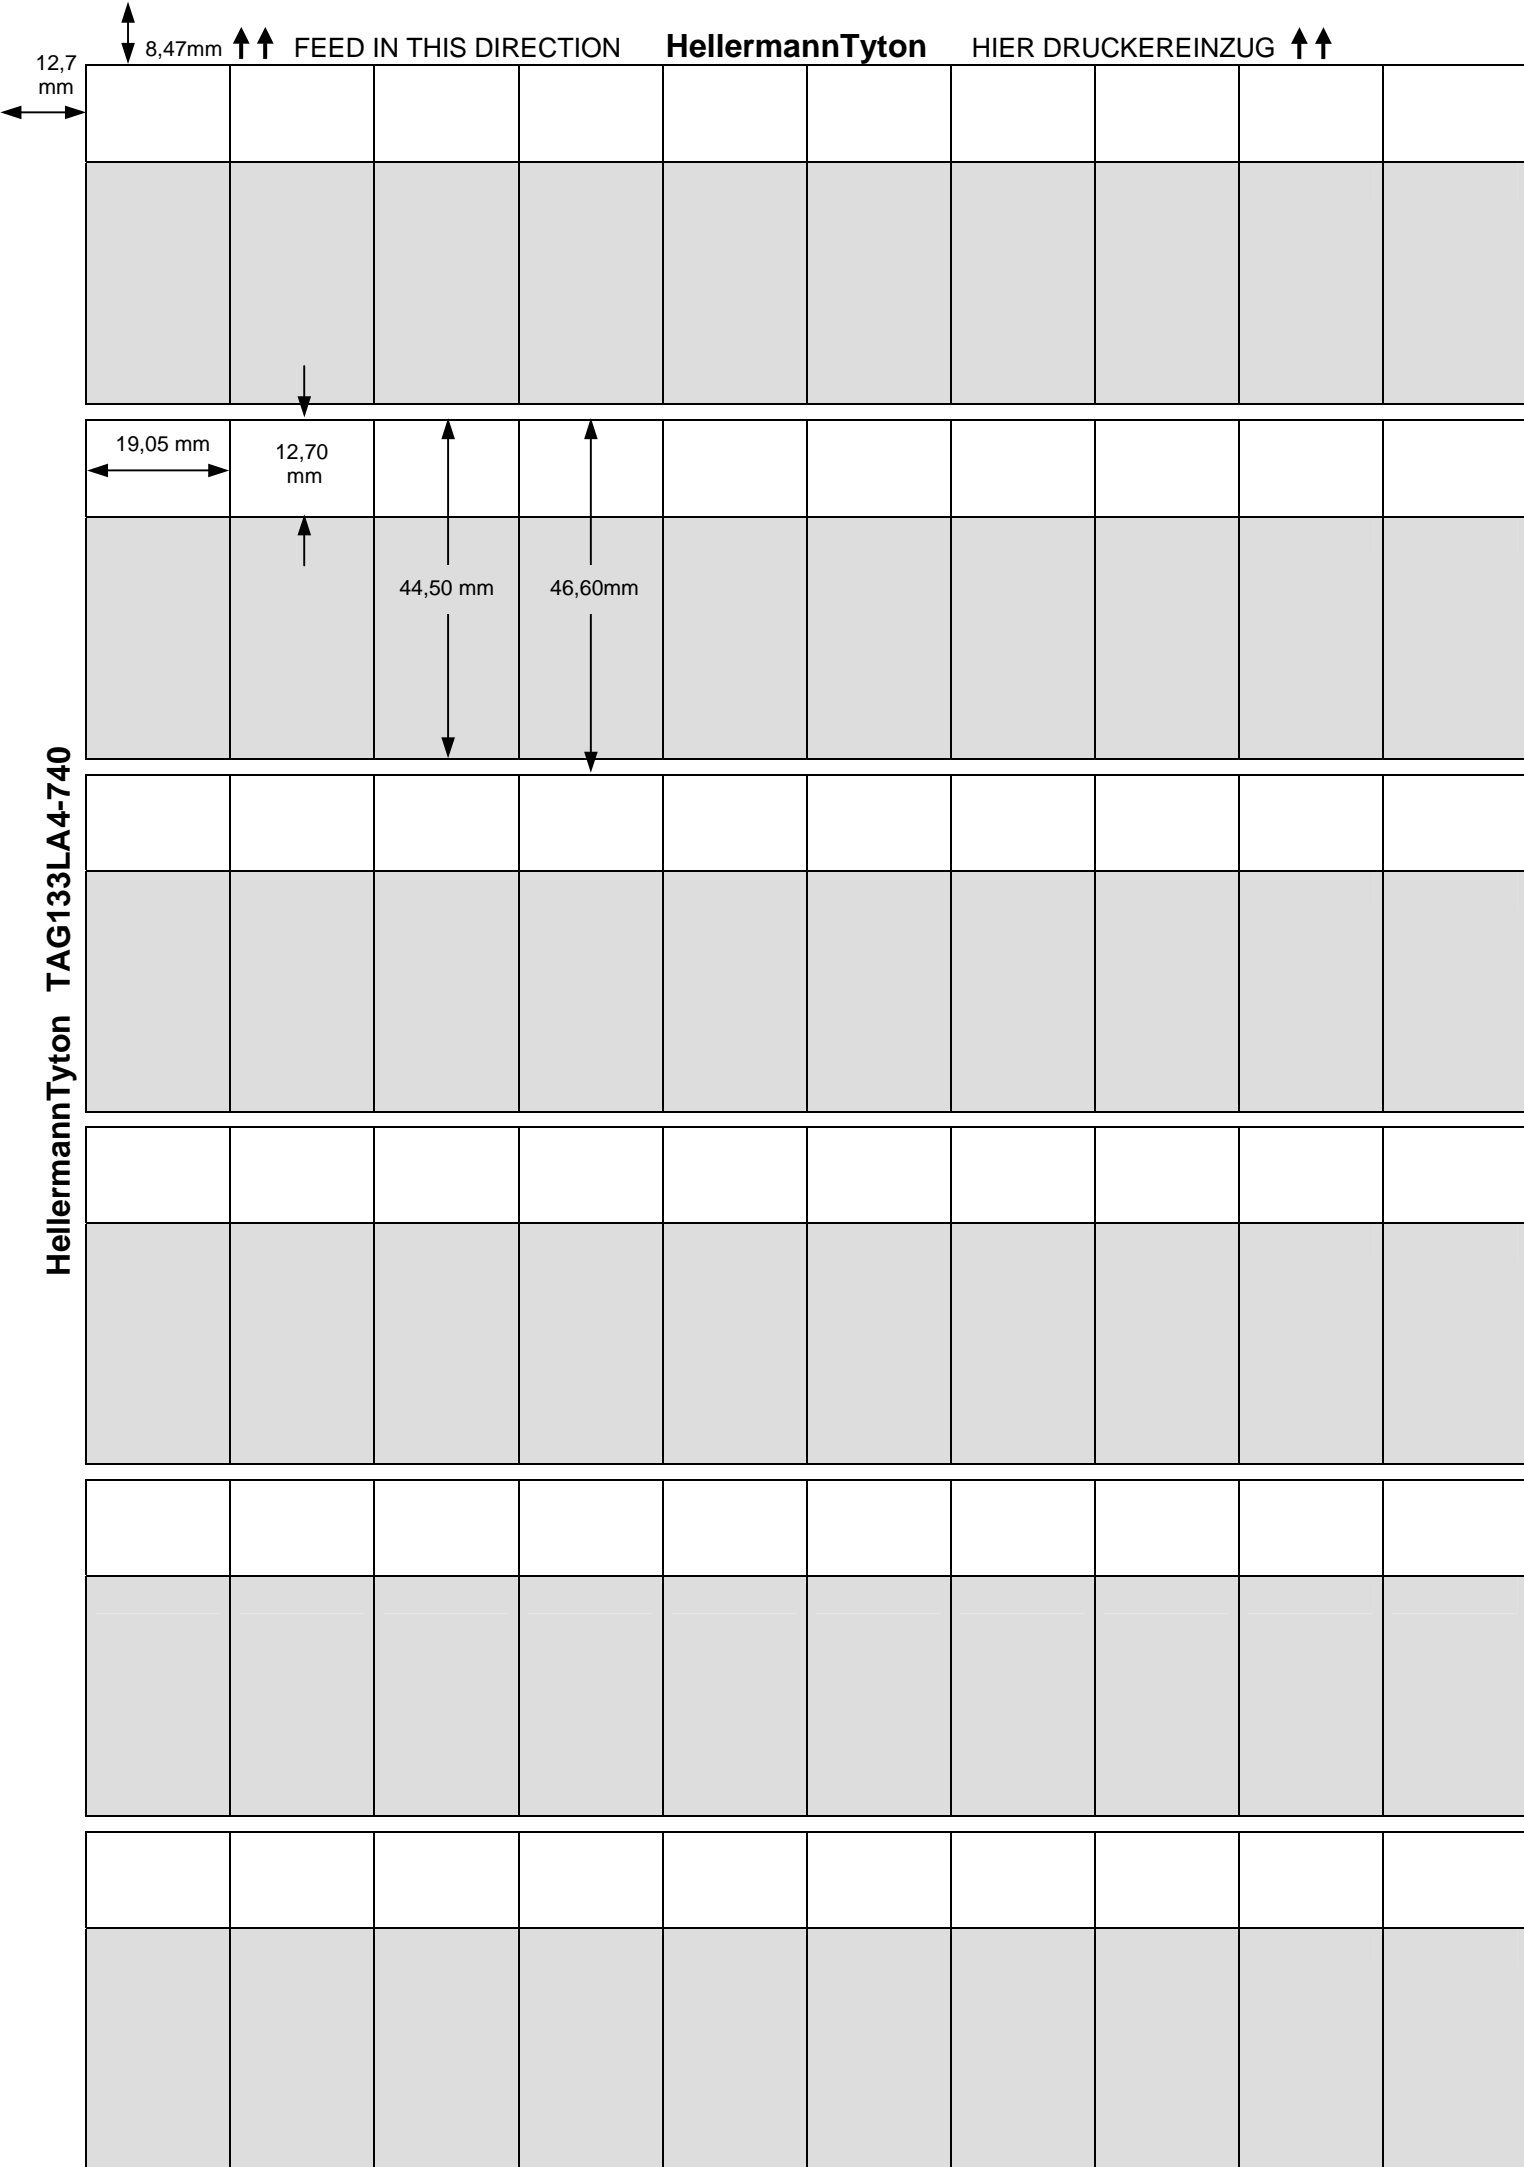 8,47mm FEED IN THIS DIRECTION HellermannTyton HIER DRUCKEREINZUG
12,7
mm
19,05 mm
12,70
mm
44,50 mm
46,60mm
HellermannTyton TAG133LA4-740